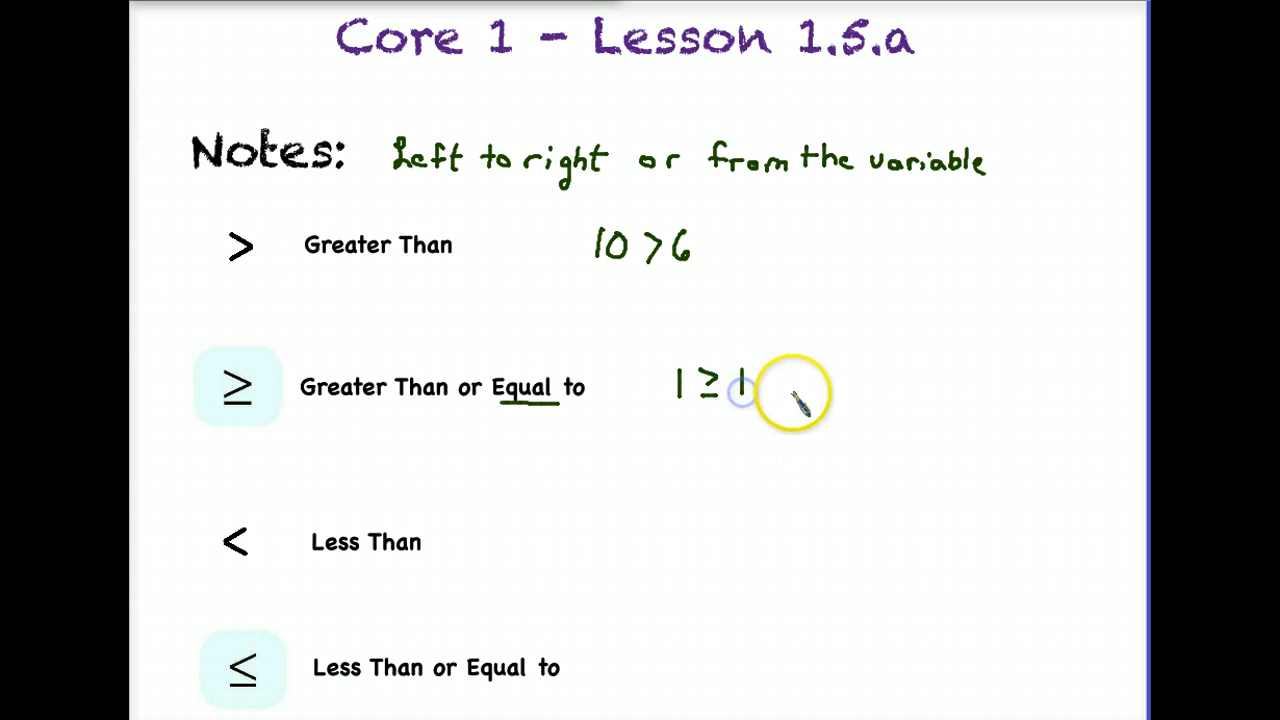 Core 1 - Lesson 1.5.a
Notes: Left to right or from the variable
> Greater Than 10 > 6
≥ Greater Than or Equal to 1 ≥ 1
< Less Than
≤ Less Than or Equal to